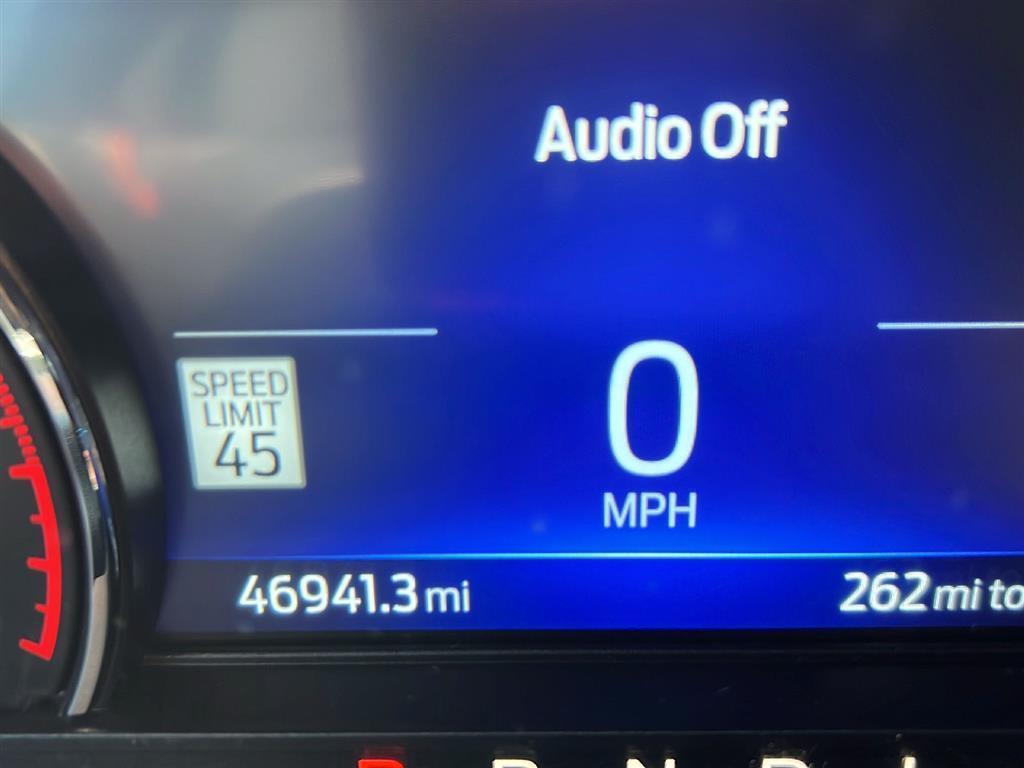 Audio Off
SPEED
LIMIT
45
0
MPH
46941.3 mi
262 mi to